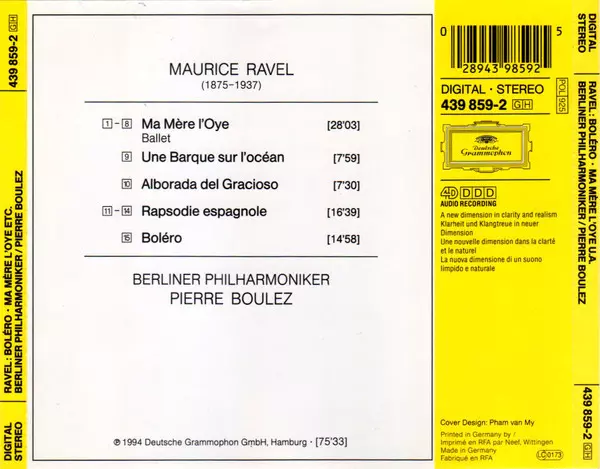 439 859-2 GH
RAVEL: BOLÉRO · MA MÈRE L'OYE ETC.
BERLINER PHILHARMONIKER / PIERRE BOULEZ
DIGITAL
STEREO
MAURICE RAVEL
(1875-1937)
1-8 Ma Mère l'Oye [28'03]
Ballet
9 Une Barque sur l'océan [7'59]
10 Alborada del Gracioso [7'30]
11-14 Rapsodie espagnole [16'39]
15 Boléro [14'58]
BERLINER PHILHARMONIKER
PIERRE BOULEZ
℗ 1994 Deutsche Grammophon GmbH, Hamburg · [75'33]
0 28943 98592 5
DIGITAL · STEREO
439 859-2 GH
POL 925
Deutsche
Grammophon
4D DDD
AUDIO RECORDING
A new dimension in clarity and realism
Klarheit und Klangtreue in neuer
Dimension
Une nouvelle dimension dans la clarté
et le naturel
La nuova dimensione di un suono
limpido e naturale
Cover Design: Pham van My
Printed in Germany by /
Imprimé en RFA par Neef, Wittingen
Made in Germany
Fabriqué en RFA
LC 0173
DIGITAL
STEREO
RAVEL: BOLÉRO · MA MÈRE L'OYE U.A.
BERLINER PHILHARMONIKER / PIERRE BOULEZ
439 859-2 GH